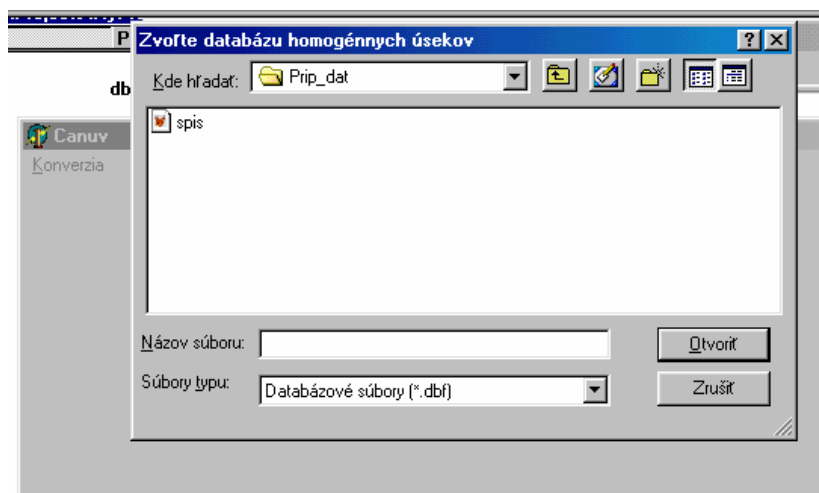 P
Zvoľte databázu homogénnych úsekov
db
Kde hľadať: Prip_dat
spis
Canuv
Konverzia
Názov súboru:
Otvoriť
Súbory typu: Databázové súbory (*.dbf)
Zrušiť